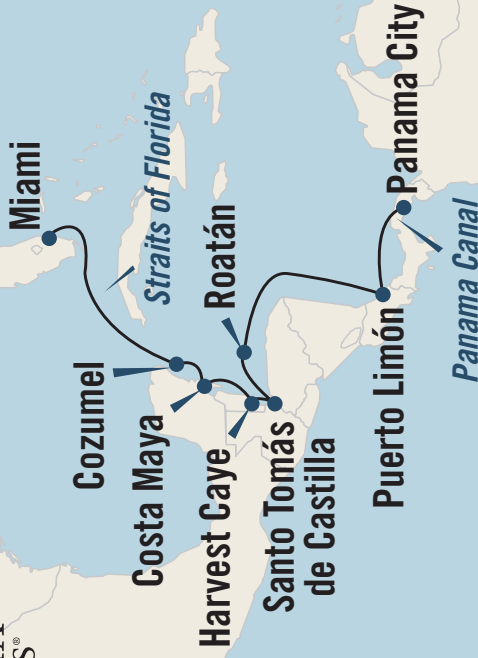 Miami
Straits of Florida
Cozumel
Costa Maya
Harvest Caye
Santo Tomás
de Castilla
Roatán
Puerto Limón
Panama City
Panama Canal